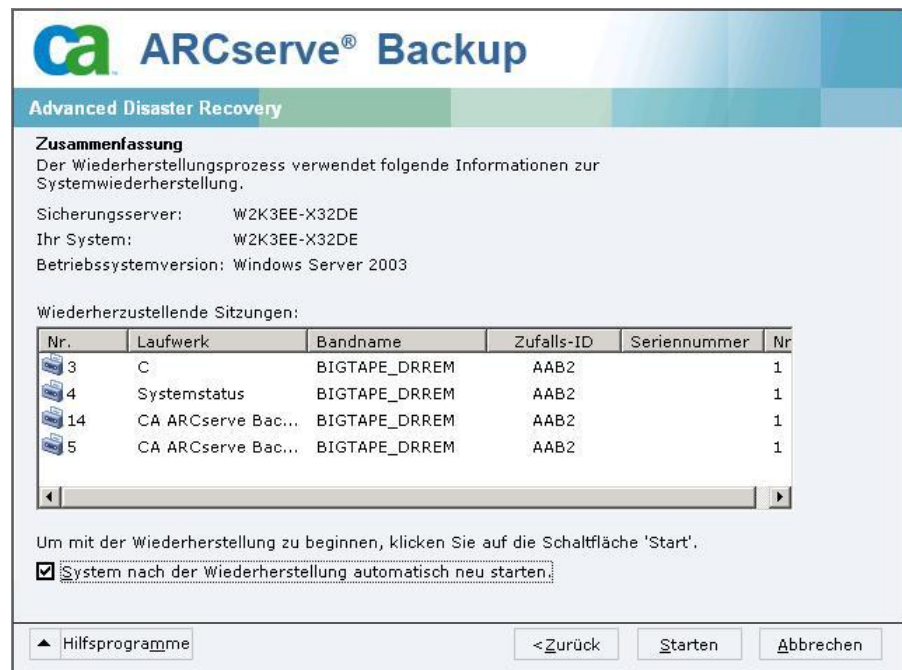 ca ARCserve® Backup
Advanced Disaster Recovery
Zusammenfassung
Der Wiederherstellungsprozess verwendet folgende Informationen zur
Systemwiederherstellung.
Sicherungsserver: W2K3EE-X32DE
Ihr System: W2K3EE-X32DE
Betriebssystemversion: Windows Server 2003
Wiederherzustellende Sitzungen:
Nr. Laufwerk Bandname Zufalls-ID Seriennummer Nr
3 C BIGTAPE_DRREM AAB2 1
4 Systemstatus BIGTAPE_DRREM AAB2 1
14 CA ARCserve Bac... BIGTAPE_DRREM AAB2 1
5 CA ARCserve Bac... BIGTAPE_DRREM AAB2 1
Um mit der Wiederherstellung zu beginnen, klicken Sie auf die Schaltfläche 'Start'.
System nach der Wiederherstellung automatisch neu starten.
Hilfsprogramme <Zurück Starten Abbrechen